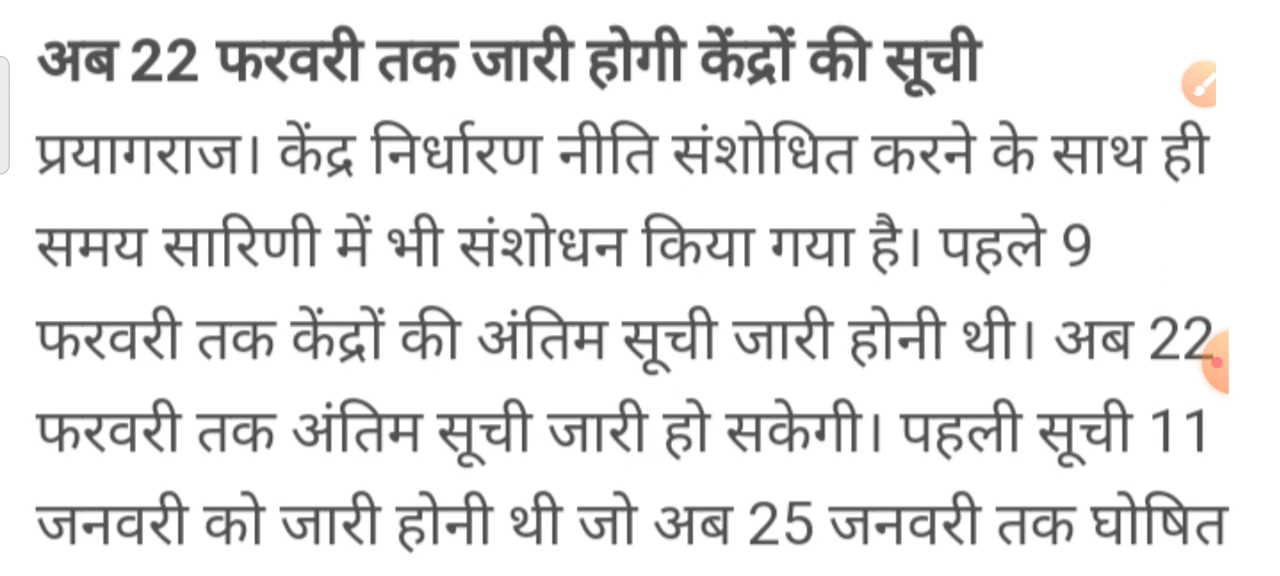 अब 22 फरवरी तक जारी होगी केंद्रों की सूची
प्रयागराज। केंद्र निर्धारण नीति संशोधित करने के साथ ही
समय सारिणी में भी संशोधन किया गया है। पहले 9
फरवरी तक केंद्रों की अंतिम सूची जारी होनी थी। अब 22
फरवरी तक अंतिम सूची जारी हो सकेगी। पहली सूची 11
जनवरी को जारी होनी थी जो अब 25 जनवरी तक घोषित